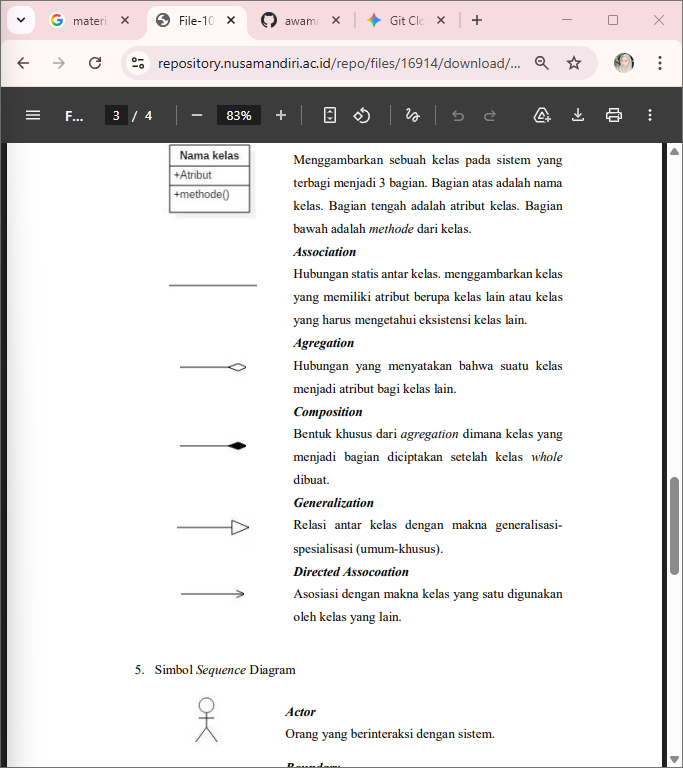 materi
File-10
awami
Git Clo
repository.nusamandiri.ac.id/repo/files/16914/download/...
F...
3 / 4
83%
Nama kelas
+Atribut
+methode()
Menggambarkan sebuah kelas pada sistem yang
terbagi menjadi 3 bagian. Bagian atas adalah nama
kelas. Bagian tengah adalah atribut kelas. Bagian
bawah adalah methode dari kelas.
Association
Hubungan statis antar kelas. menggambarkan kelas
yang memiliki atribut berupa kelas lain atau kelas
yang harus mengetahui eksistensi kelas lain.
Agregation
Hubungan yang menyatakan bahwa suatu kelas
menjadi atribut bagi kelas lain.
Composition
Bentuk khusus dari agregation dimana kelas yang
menjadi bagian diciptakan setelah kelas whole
dibuat.
Generalization
Relasi antar kelas dengan makna generalisasi-
spesialisasi (umum-khusus).
Directed Assocoation
Asosiasi dengan makna kelas yang satu digunakan
oleh kelas yang lain.
5. Simbol Sequence Diagram
Actor
Orang yang berinteraksi dengan sistem.
Boundary